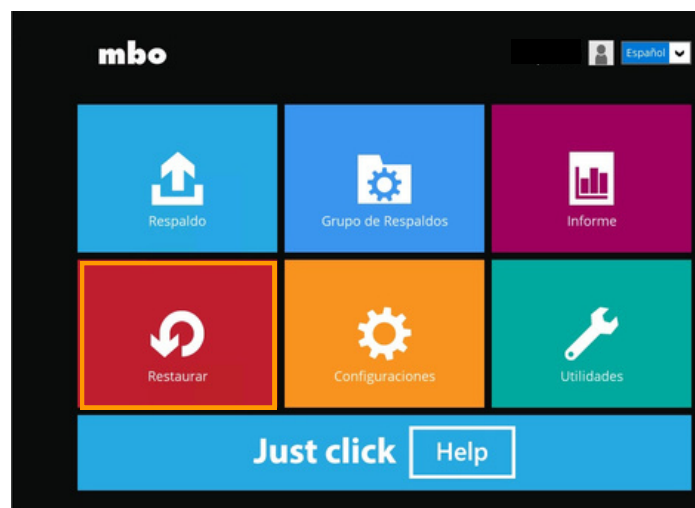 mbo
Español
Respaldo
Grupo de Respaldos
Informe
Restaurar
Configuraciones
Utilidades
Just click Help